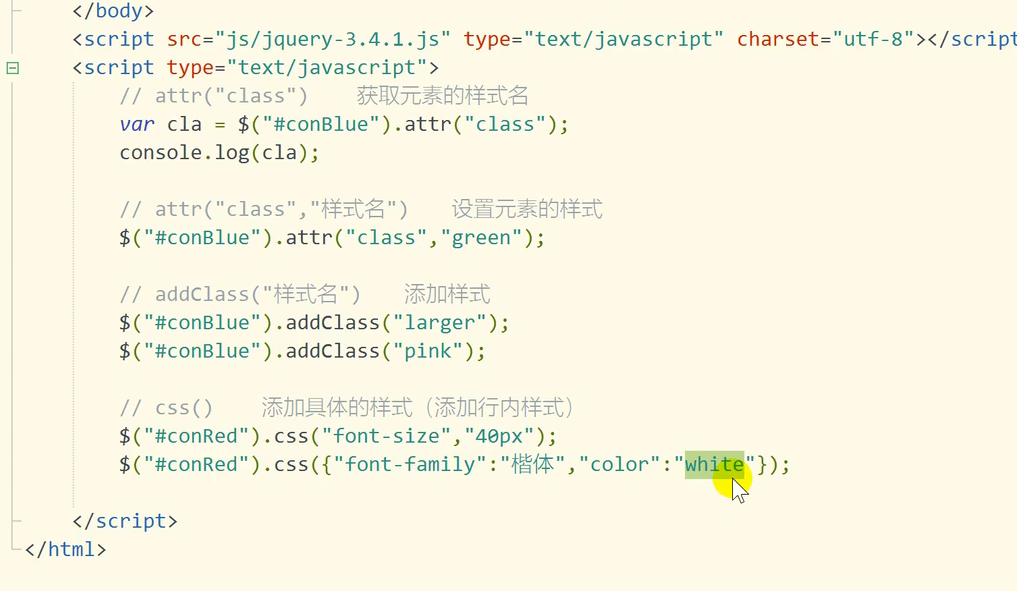 </body>
<script src="js/jquery-3.4.1.js" type="text/javascript" charset="utf-8"></script
<script type="text/javascript">
// attr("class")    获取元素的样式名
var cla = $("#conBlue").attr("class");
console.log(cla);
// attr("class","样式名")    设置元素的样式
$("#conBlue").attr("class","green");
// addClass("样式名")    添加样式
$("#conBlue").addClass("larger");
$("#conBlue").addClass("pink");
// css()    添加具体的样式（添加行内样式）
$("#conRed").css("font-size","40px");
$("#conRed").css({"font-family":"楷体","color":"white"});
</script>
</html>